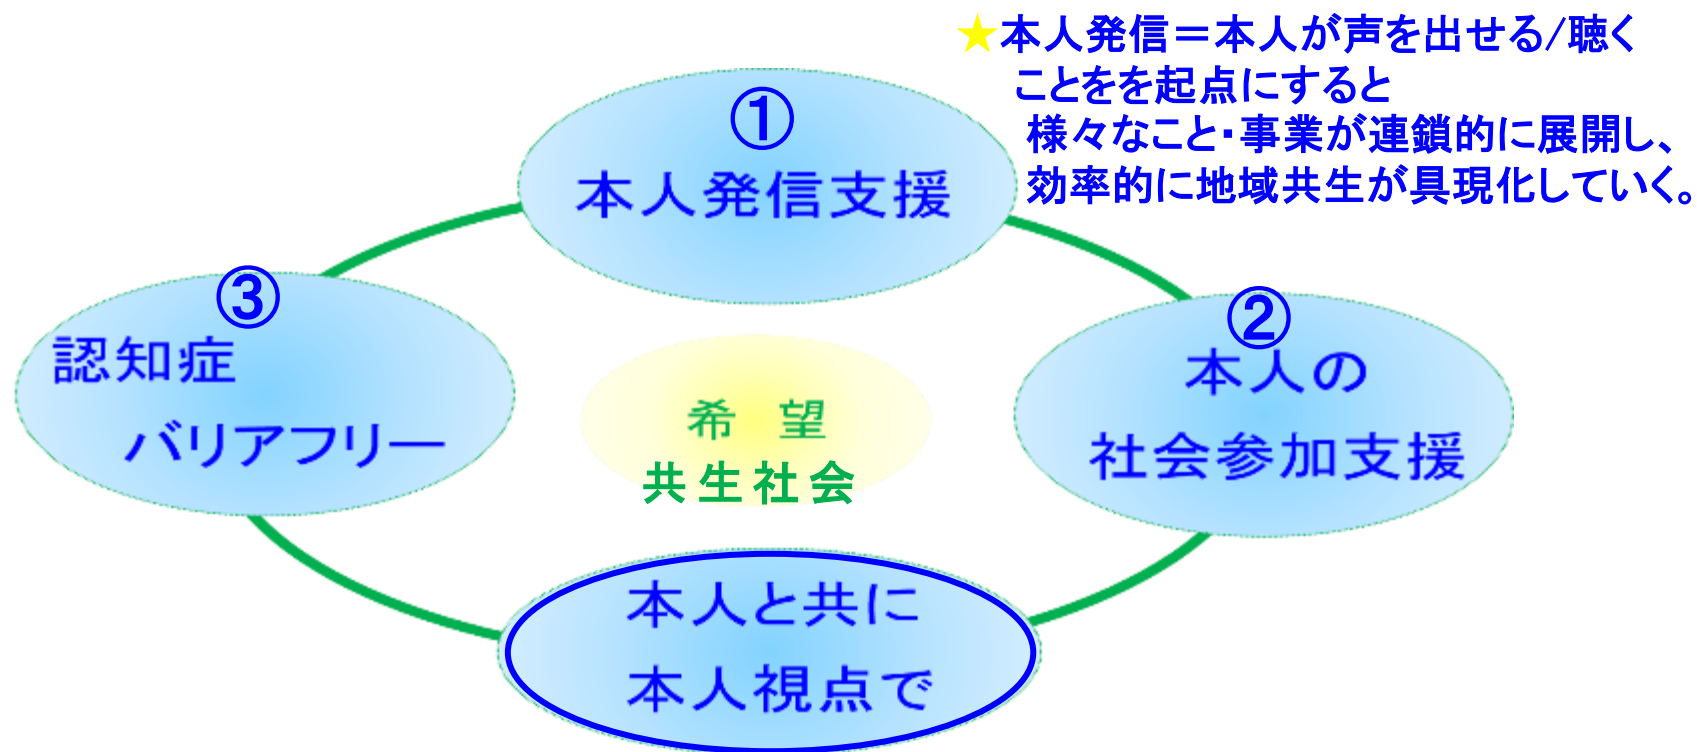 ★本人発信＝本人が声を出せる/聴く
ことをを起点にすると
様々なこと・事業が連鎖的に展開し、
効率的に地域共生が具現化していく。
①
本人発信支援
②
本人の
社会参加支援
③
認知症
バリアフリー
希　望
共生社会
本人と共に
本人視点で